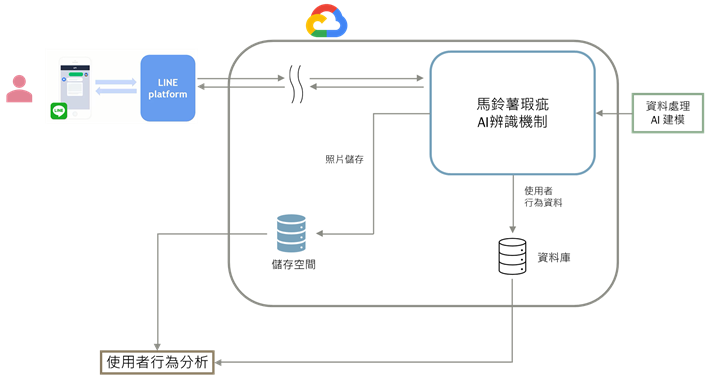 LINE
LINE
platform
馬鈴薯瑕疵
AI辨識機制
資料處理
AI 建模
照片儲存
使用者
行為資料
儲存空間
資料庫
使用者行為分析